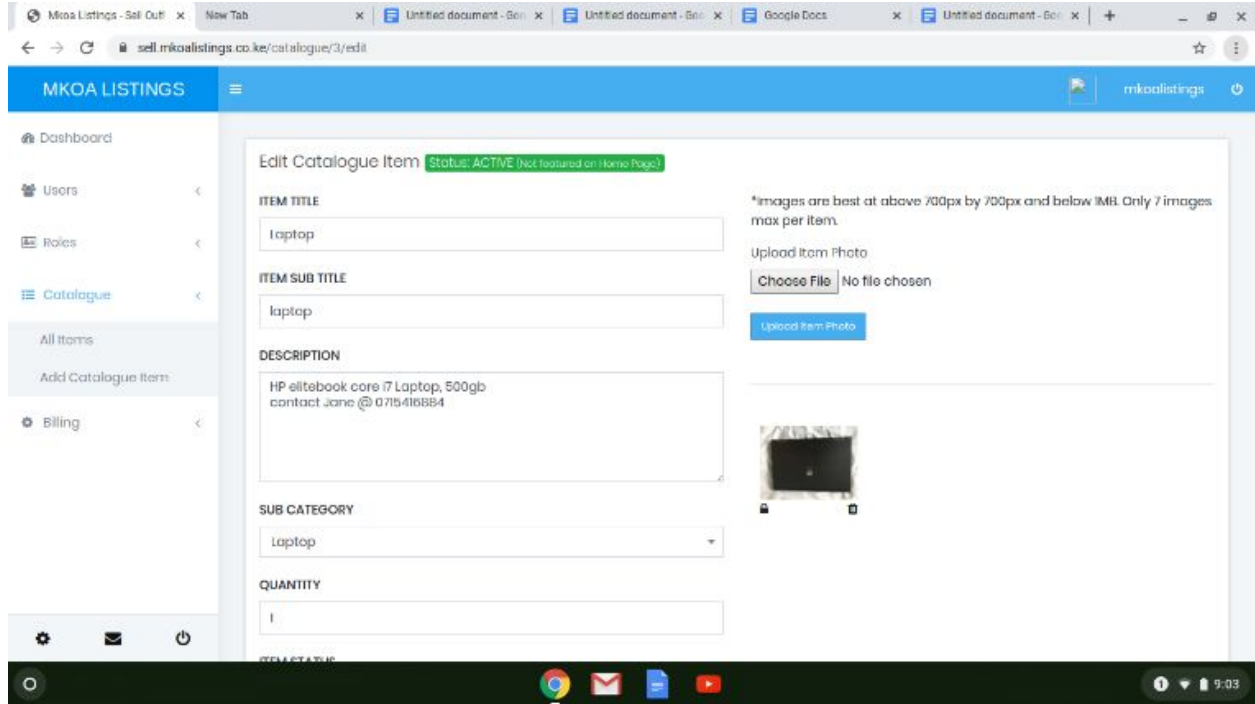 Mkoa Listings - Sell Outl
New Tab
Untitled document - Goo
Untitled document - Goo
Google Docs
Untitled document - Goo
sell.mkoalistings.co.ke/catalogue/3/edit
MKOA LISTINGS
mkoalistings
Dashboard
Users
Roles
Catalogue
All Items
Add Catalogue Item
Billing
Edit Catalogue Item Status: ACTIVE (Not featured on Home Page)
ITEM TITLE
Laptop
ITEM SUB TITLE
laptop
DESCRIPTION
HP elitebook core i7 Laptop, 500gb
contact Jane @ 0715416884
SUB CATEGORY
Laptop
QUANTITY
1
ITEM STATUS
*Images are best at above 700px by 700px and below 1MB. Only 7 images
max per item.
Upload Item Photo
Choose File No file chosen
Upload Item Photo
1
9:03